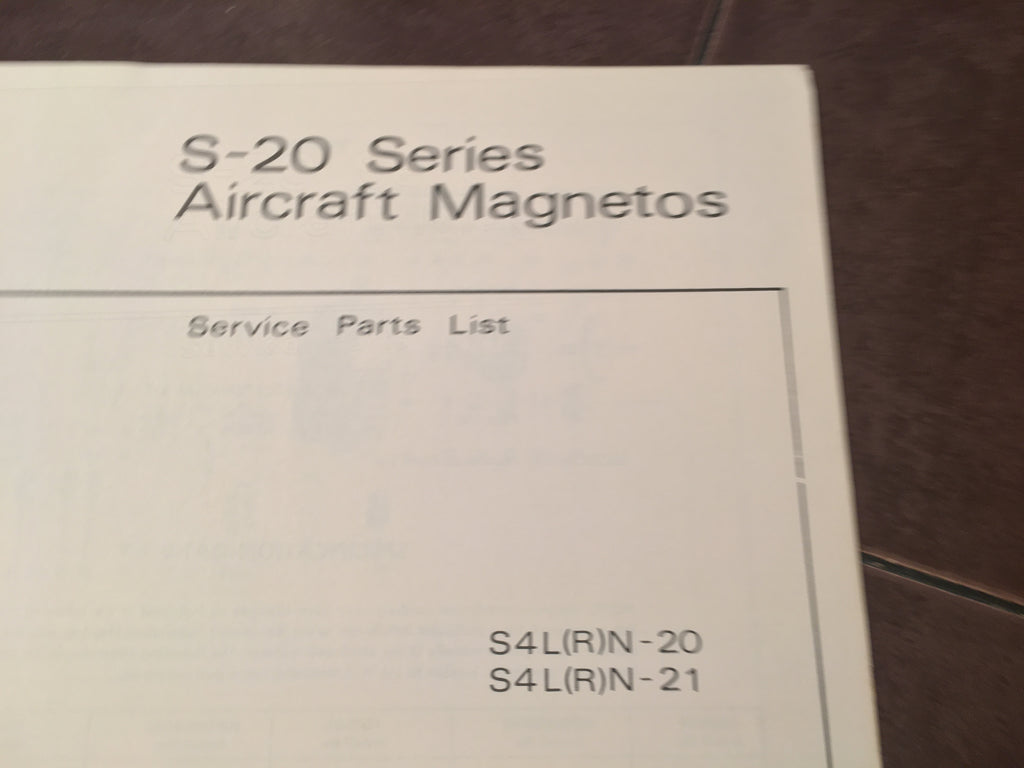 S-20 Series
Aircraft Magnetos
Service Parts List
S4L(R)N-20
S4L(R)N-21